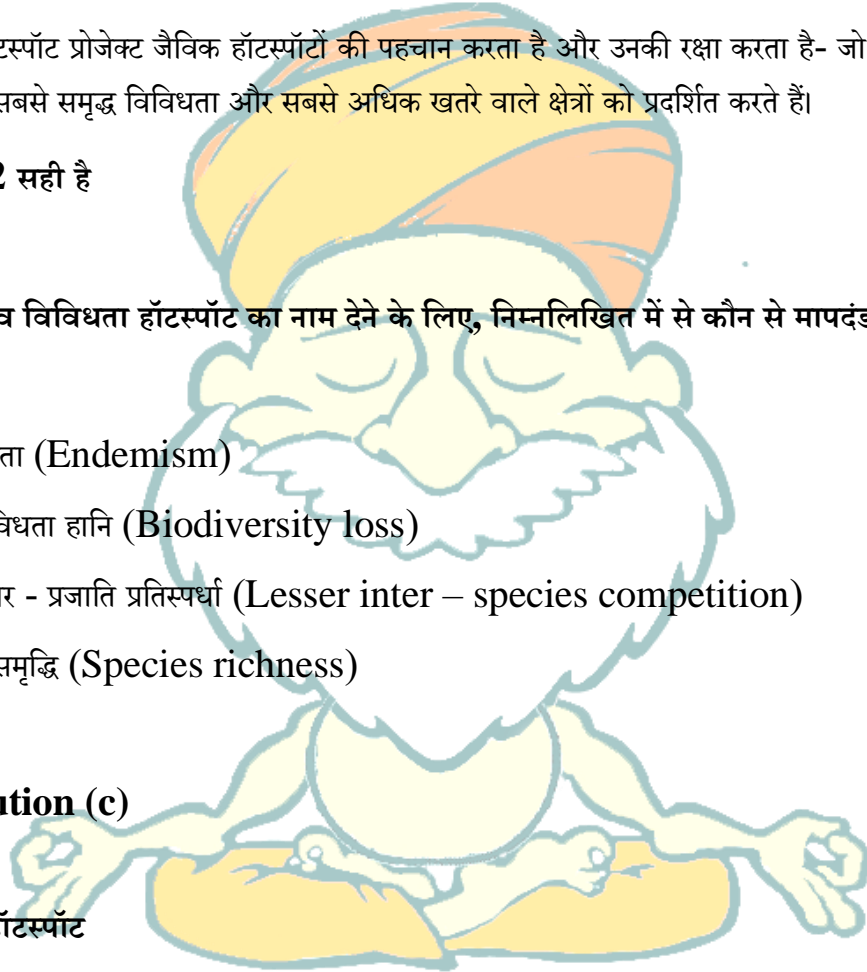 टस्पॉट प्रोजेक्ट जैविक हॉटस्पॉटों की पहचान करता है और उनकी रक्षा करता है- जो
सबसे समृद्ध विविधता और सबसे अधिक खतरे वाले क्षेत्रों को प्रदर्शित करते हैं।
2 सही है
व विविधता हॉटस्पॉट का नाम देने के लिए, निम्नलिखित में से कौन से मापदंड
ता (Endemism)
विधता हानि (Biodiversity loss)
र - प्रजाति प्रतिस्पर्धा (Lesser inter – species competition)
समृद्धि (Species richness)
ution (c)
हॉटस्पॉट